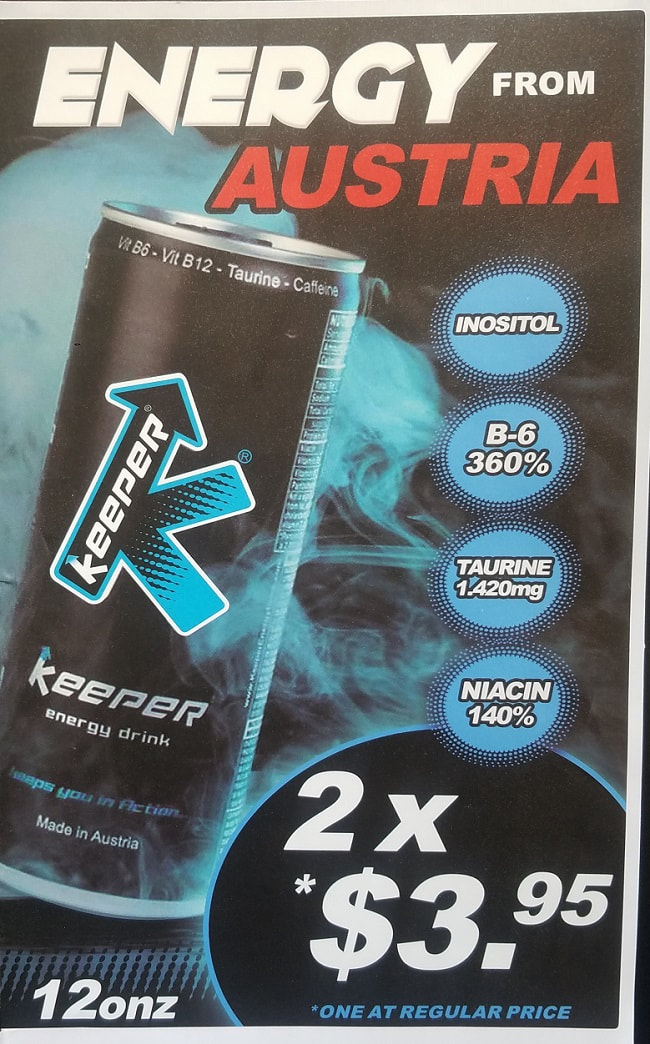 ENERGY FROM
AUSTRIA
Vit B6 - Vit B12 - Taurine - Caffeine
INOSITOL
B-6
360%
TAURINE
1.420mg
NIACIN
140%
Keeper
®
Keeper
energy drink
keeps you in Action...
Made in Austria
2 x
*$3.95
12onz
*ONE AT REGULAR PRICE